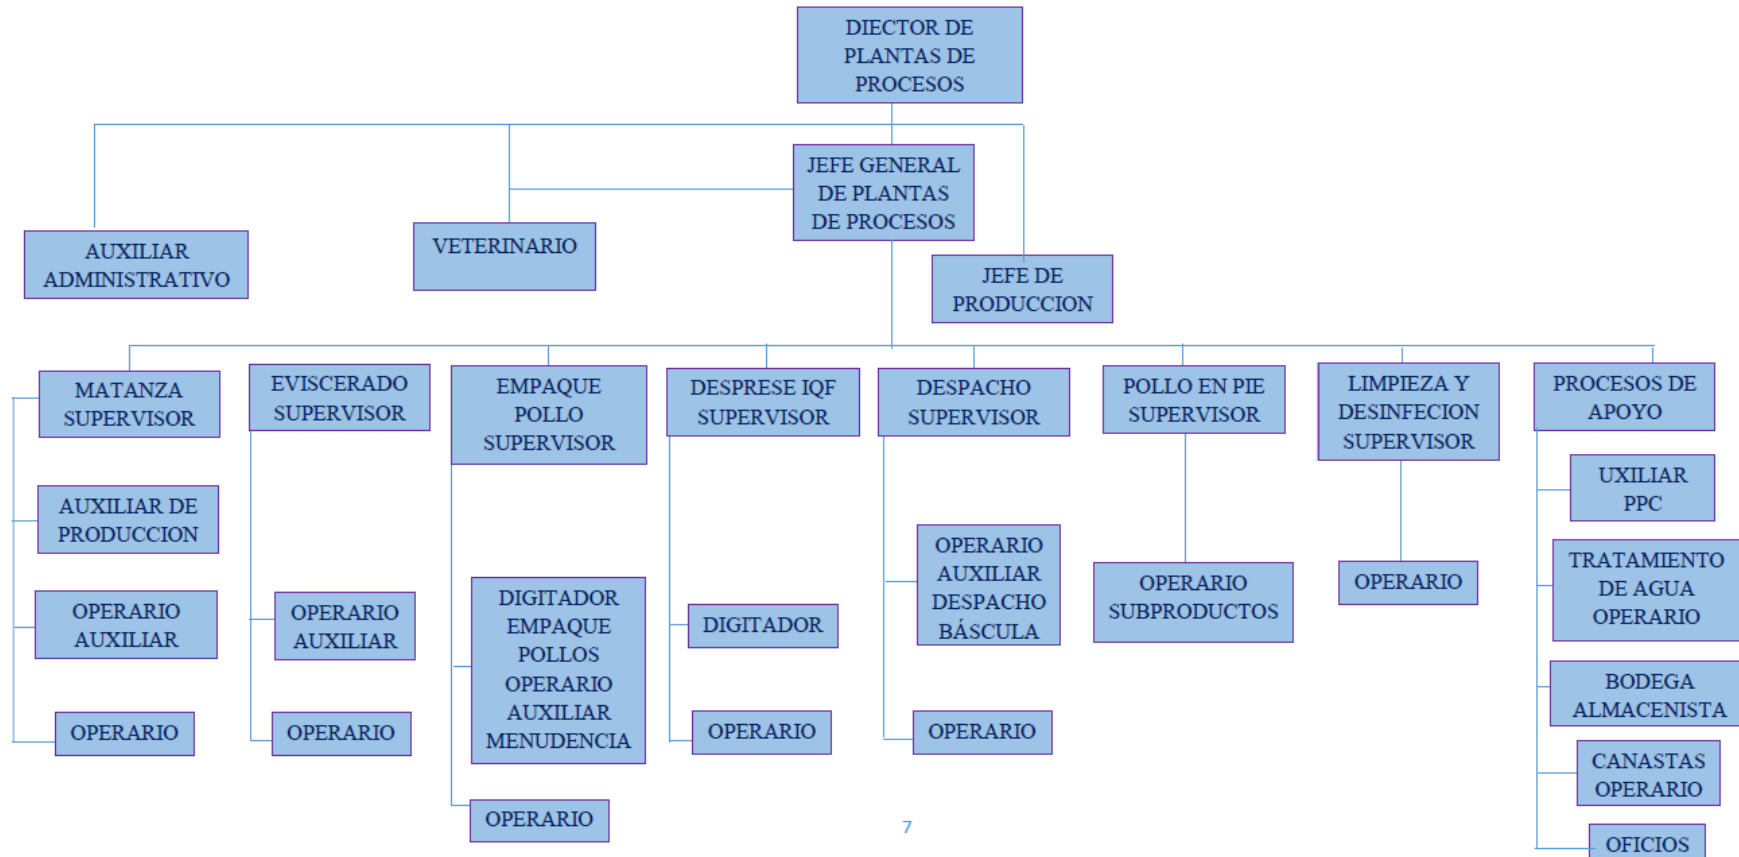 DIECTOR DE
PLANTAS DE
PROCESOS
JEFE GENERAL
DE PLANTAS
DE PROCESOS
AUXILIAR
ADMINISTRATIVO
VETERINARIO
JEFE DE
PRODUCCION
MATANZA
SUPERVISOR
AUXILIAR DE
PRODUCCION
OPERARIO
AUXILIAR
OPERARIO
EVISCERADO
SUPERVISOR
OPERARIO
AUXILIAR
OPERARIO
EMPAQUE
POLLO
SUPERVISOR
DIGITADOR
EMPAQUE
POLLOS
OPERARIO
AUXILIAR
MENUDENCIA
OPERARIO
DESPRESE IQF
SUPERVISOR
DIGITADOR
OPERARIO
DESPACHO
SUPERVISOR
OPERARIO
AUXILIAR
DESPACHO
BÁSCULA
OPERARIO
POLLO EN PIE
SUPERVISOR
OPERARIO
SUBPRODUCTOS
LIMPIEZA Y
DESINFECION
SUPERVISOR
OPERARIO
PROCESOS DE
APOYO
UXILIAR
PPC
TRATAMIENTO
DE AGUA
OPERARIO
BODEGA
ALMACENISTA
CANASTAS
OPERARIO
OFICIOS
7